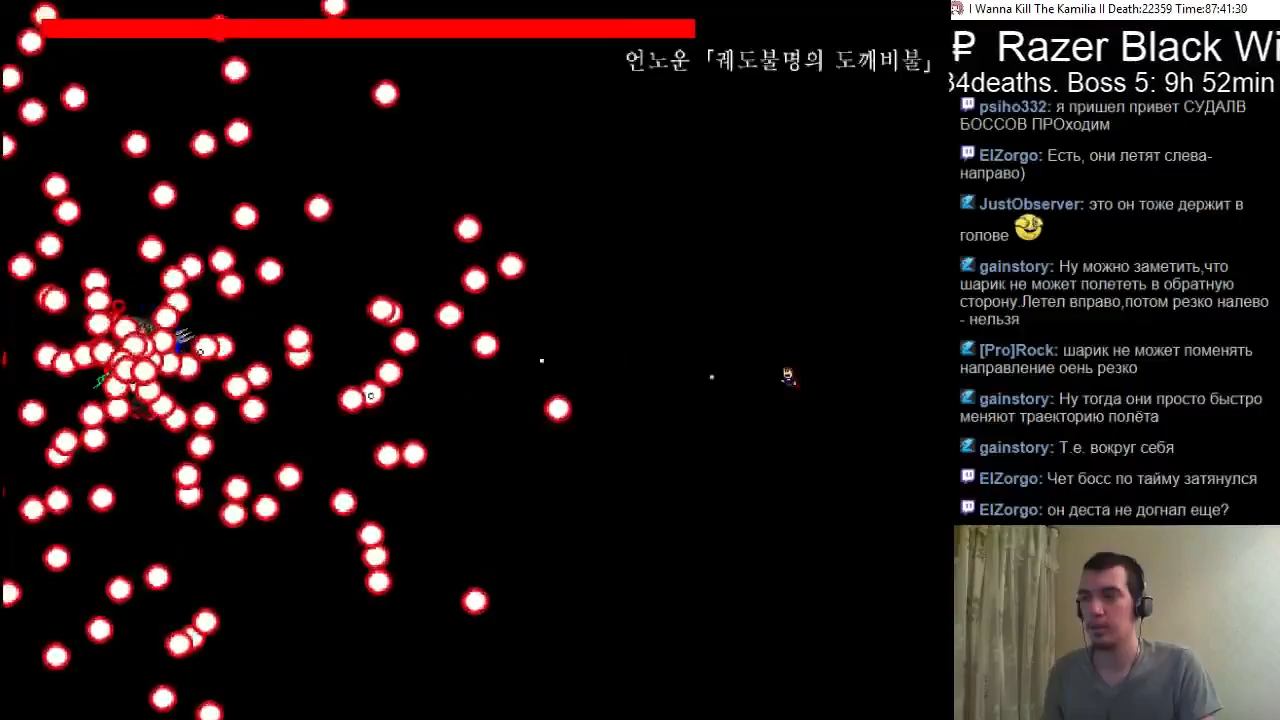 I Wanna Kill The Kamilia II Death:22359 Time:87:41:30
언노운「궤도불명의 도깨비불」
₽ Razer Black Wi
34deaths. Boss 5: 9h 52min
psiho332: я пришел привет СУДАЛВ
БОССОВ ПРОходим
ElZorgo: Есть, они летят слева-
направо)
JustObserver: это он тоже держит в
голове
gainstory: Ну можно заметить,что
шарик не может полететь в обратную
сторону.Летел вправо,потом резко налево
- нельзя
[Pro]Rock: шарик не может поменять
направление оень резко
gainstory: Ну тогда они просто быстро
меняют траекторию полёта
gainstory: Т.е. вокруг себя
ElZorgo: Чет босс по тайму затянулся
ElZorgo: он деста не догнал еще?